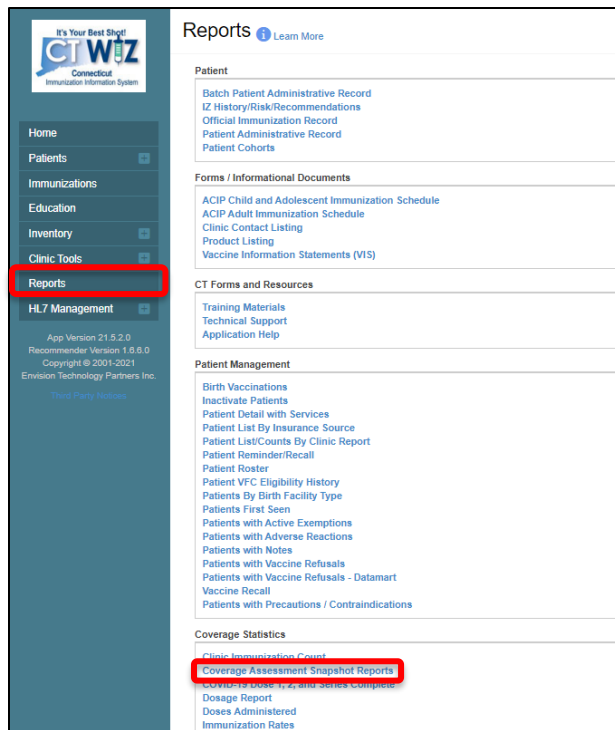 It's Your Best Shot!
CT WiZ
Connecticut
Immunization Information System
Home
Patients
Immunizations
Education
Inventory
Clinic Tools
Reports
HL7 Management
App Version 21.5.2.0
Recommender Version 1.6.6.0
Copyright © 2001-2021
Envision Technology Partners Inc.
Third Party Notices
Reports Learn More
Patient
Batch Patient Administrative Record
IZ History/Risk/Recommendations
Official Immunization Record
Patient Administrative Record
Patient Cohorts
Forms / Informational Documents
ACIP Child and Adolescent Immunization Schedule
ACIP Adult Immunization Schedule
Clinic Contact Listing
Product Listing
Vaccine Information Statements (VIS)
CT Forms and Resources
Training Materials
Technical Support
Application Help
Patient Management
Birth Vaccinations
Inactivate Patients
Patient Detail with Services
Patient List By Insurance Source
Patient List/Counts By Clinic Report
Patient Reminder/Recall
Patient Roster
Patient VFC Eligibility History
Patients By Birth Facility Type
Patients First Seen
Patients with Active Exemptions
Patients with Adverse Reactions
Patients with Notes
Patients with Vaccine Refusals
Patients with Vaccine Refusals - Datamart
Vaccine Recall
Patients with Precautions / Contraindications
Coverage Statistics
Clinic Immunization Count
Coverage Assessment Snapshot Reports
COVID-19 Dose 1, 2, and Series Complete
Dosage Report
Doses Administered
Immunization Rates